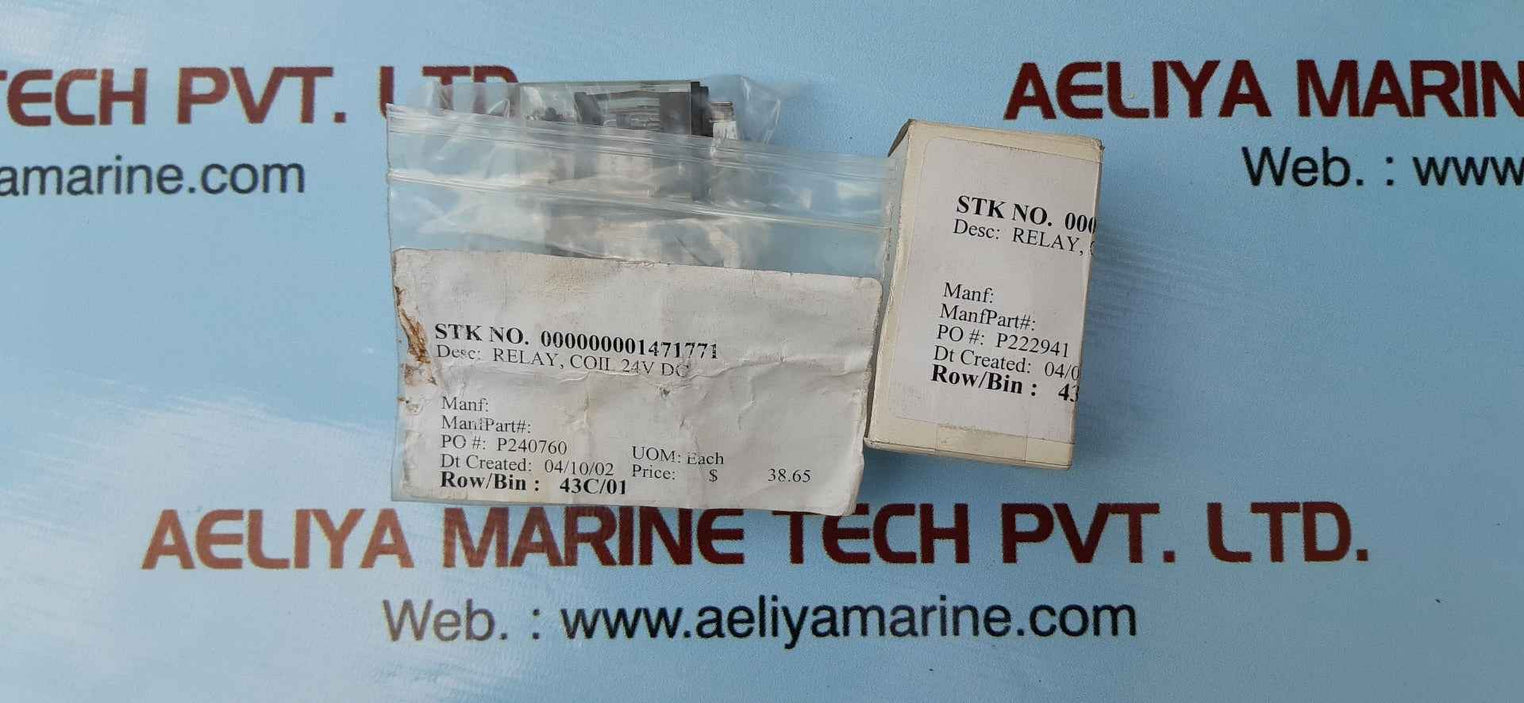 TECH PVT. LTD.
amarine.com
AELIYA MARIN
Web. : www
STK NO. 000000001471771
Desc: RELAY, COIL 24V DC
Manf:
ManfPart#:
PO #: P240760
UOM: Each
Dt Created: 04/10/02 Price: $ 38.65
Row/Bin : 43C/01
STK NO. 000
Desc: RELAY,
Manf:
ManfPart#:
PO #: P222941
Dt Created: 04/0
Row/Bin : 43
AELIYA MARINE TECH PVT. LTD.
Web. : www.aeliyamarine.com